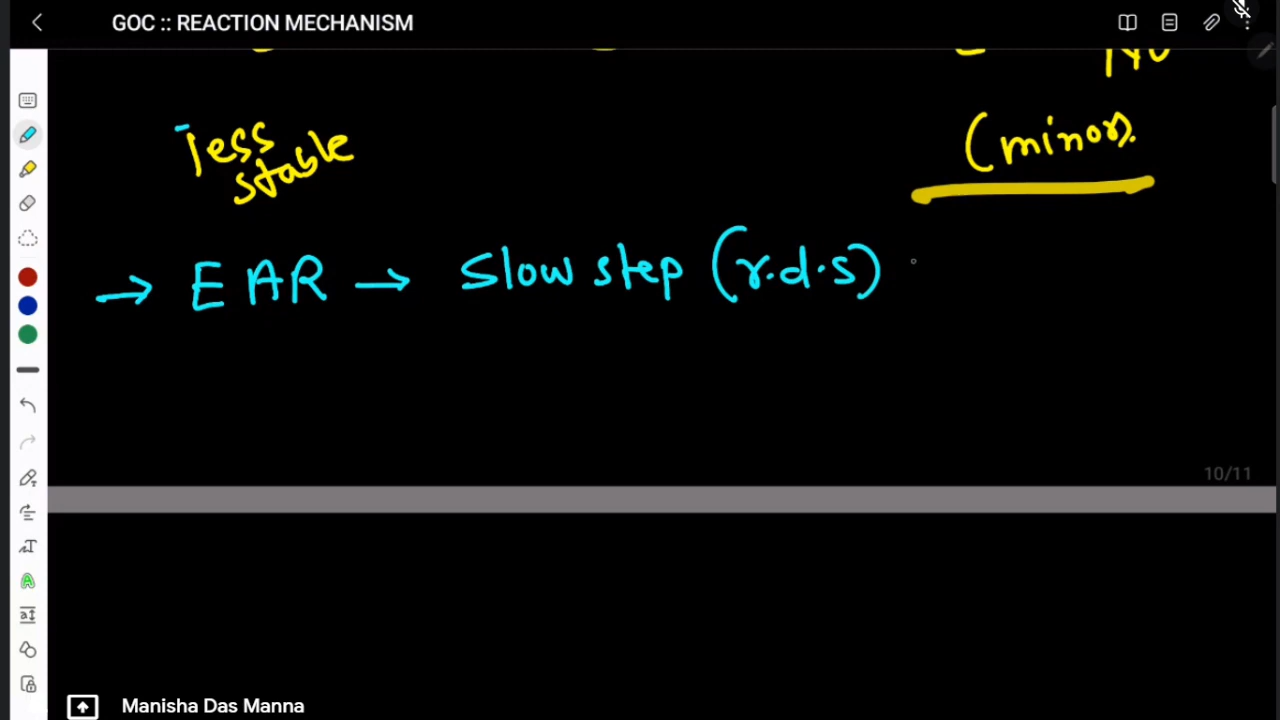 GOC :: REACTION MECHANISM
less
stable
(minor).
→ EAR → Slow step (r.d.s)
10/11
Manisha Das Manna